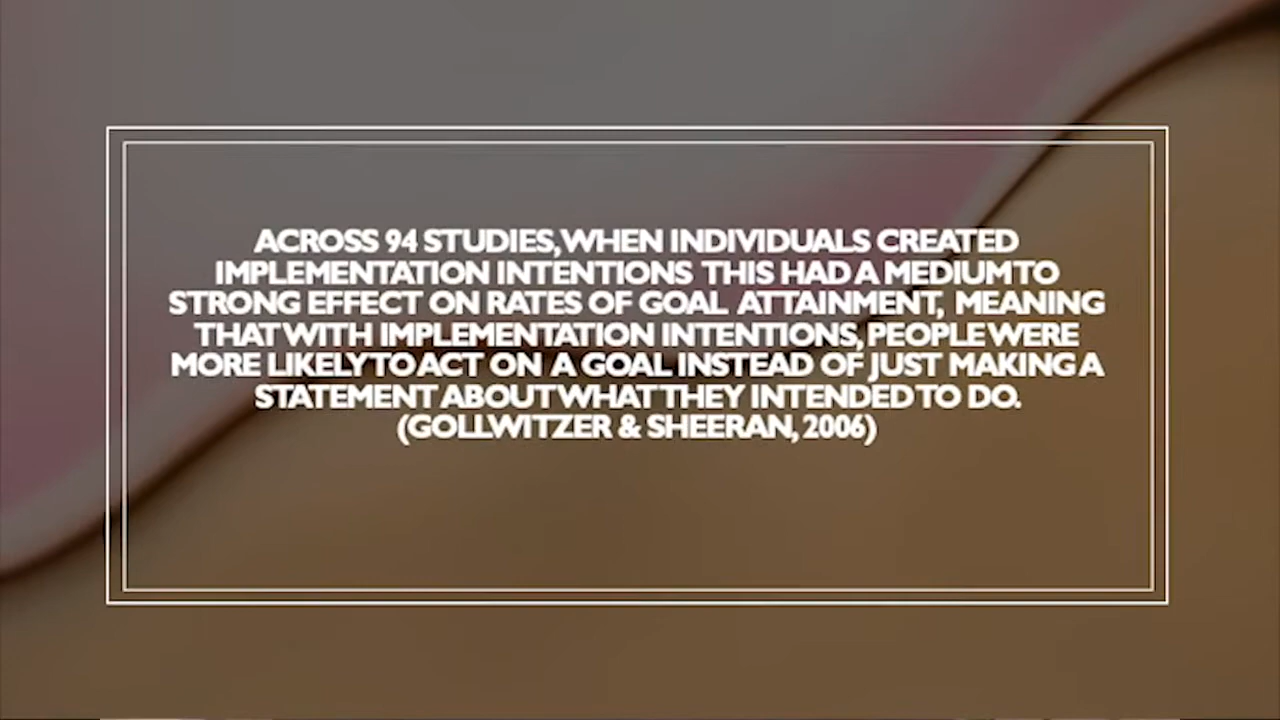 ACROSS 94 STUDIES, WHEN INDIVIDUALS CREATED
IMPLEMENTATION INTENTIONS THIS HAD A MEDIUM TO
STRONG EFFECT ON RATES OF GOAL ATTAINMENT, MEANING
THAT WITH IMPLEMENTATION INTENTIONS, PEOPLE WERE
MORE LIKELY TO ACT ON A GOAL INSTEAD OF JUST MAKING A
STATEMENT ABOUT WHAT THEY INTENDED TO DO.
(GOLLWITZER & SHEERAN, 2006)